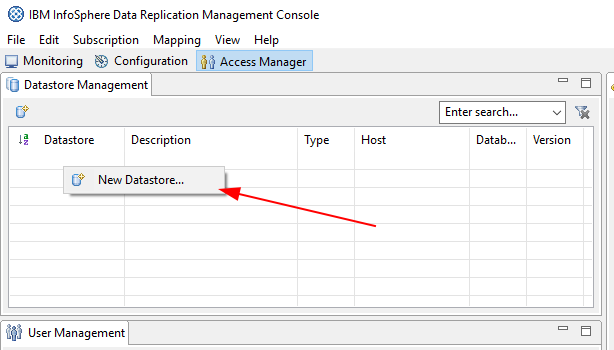 IBM InfoSphere Data Replication Management Console
File Edit Subscription Mapping View Help
Monitoring Configuration Access Manager
Datastore Management
Enter search...
Datastore Description Type Host Datab... Version
New Datastore...
User Management